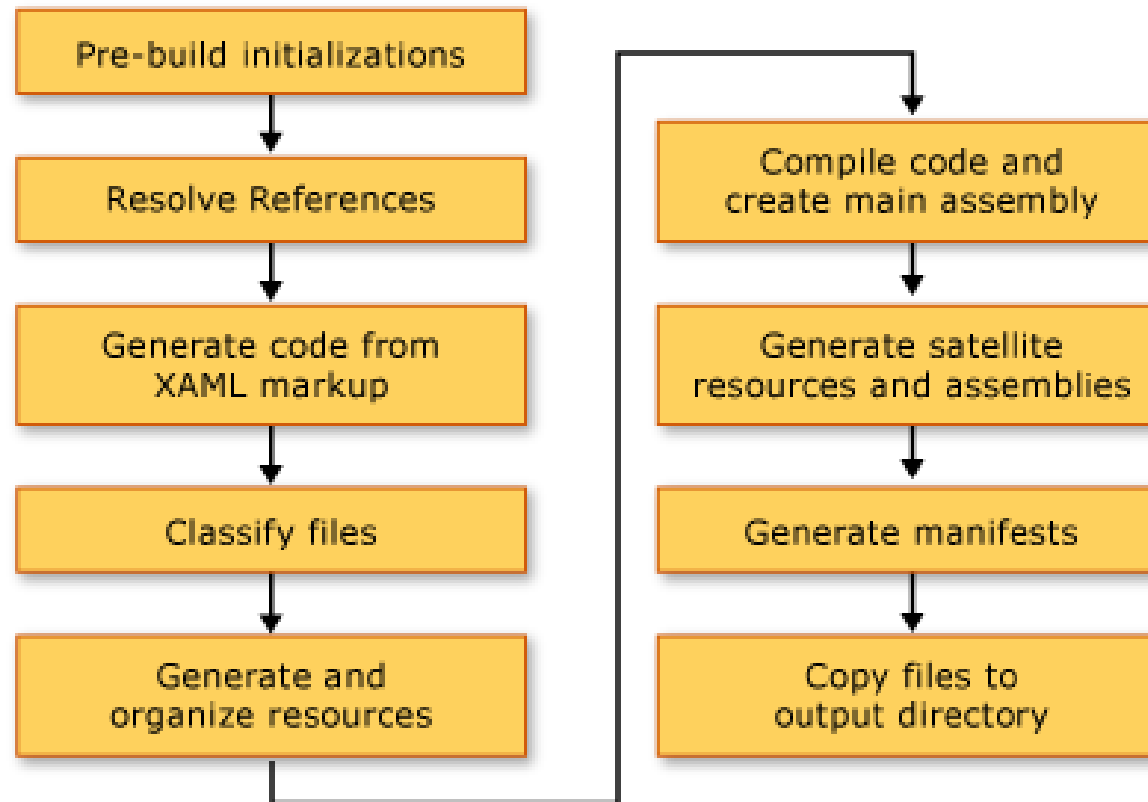 Pre-build initializations
Resolve References
Generate code from
XAML markup
Classify files
Generate and
organize resources
Compile code and
create main assembly
Generate satellite
resources and assemblies
Generate manifests
Copy files to
output directory